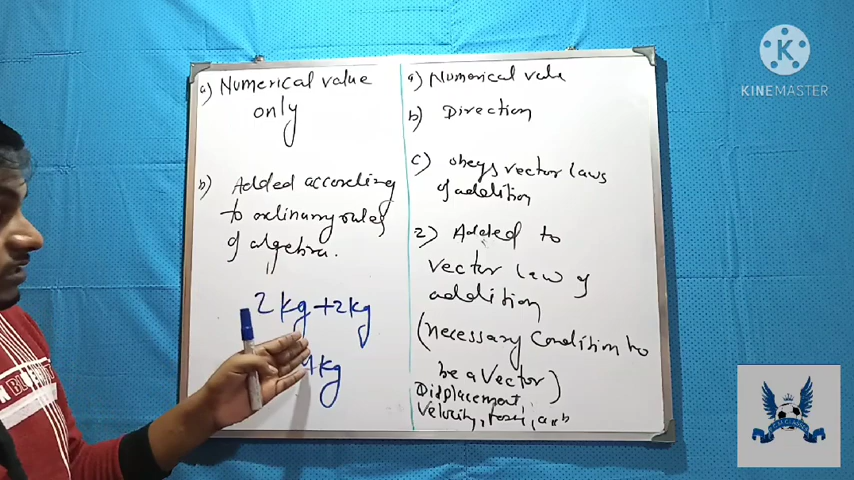 a) Numerical value
only
b) Added according
to ordinary rules
of algebra.
2kg+2kg
4kg
a) Numerical value
b) Direction
c) obeys vector laws
of addition
2) Added to
vector law of
addition
(necessary Condition to
be a Vector)
Displacement,
Velocity, force,
K
KINEMASTER